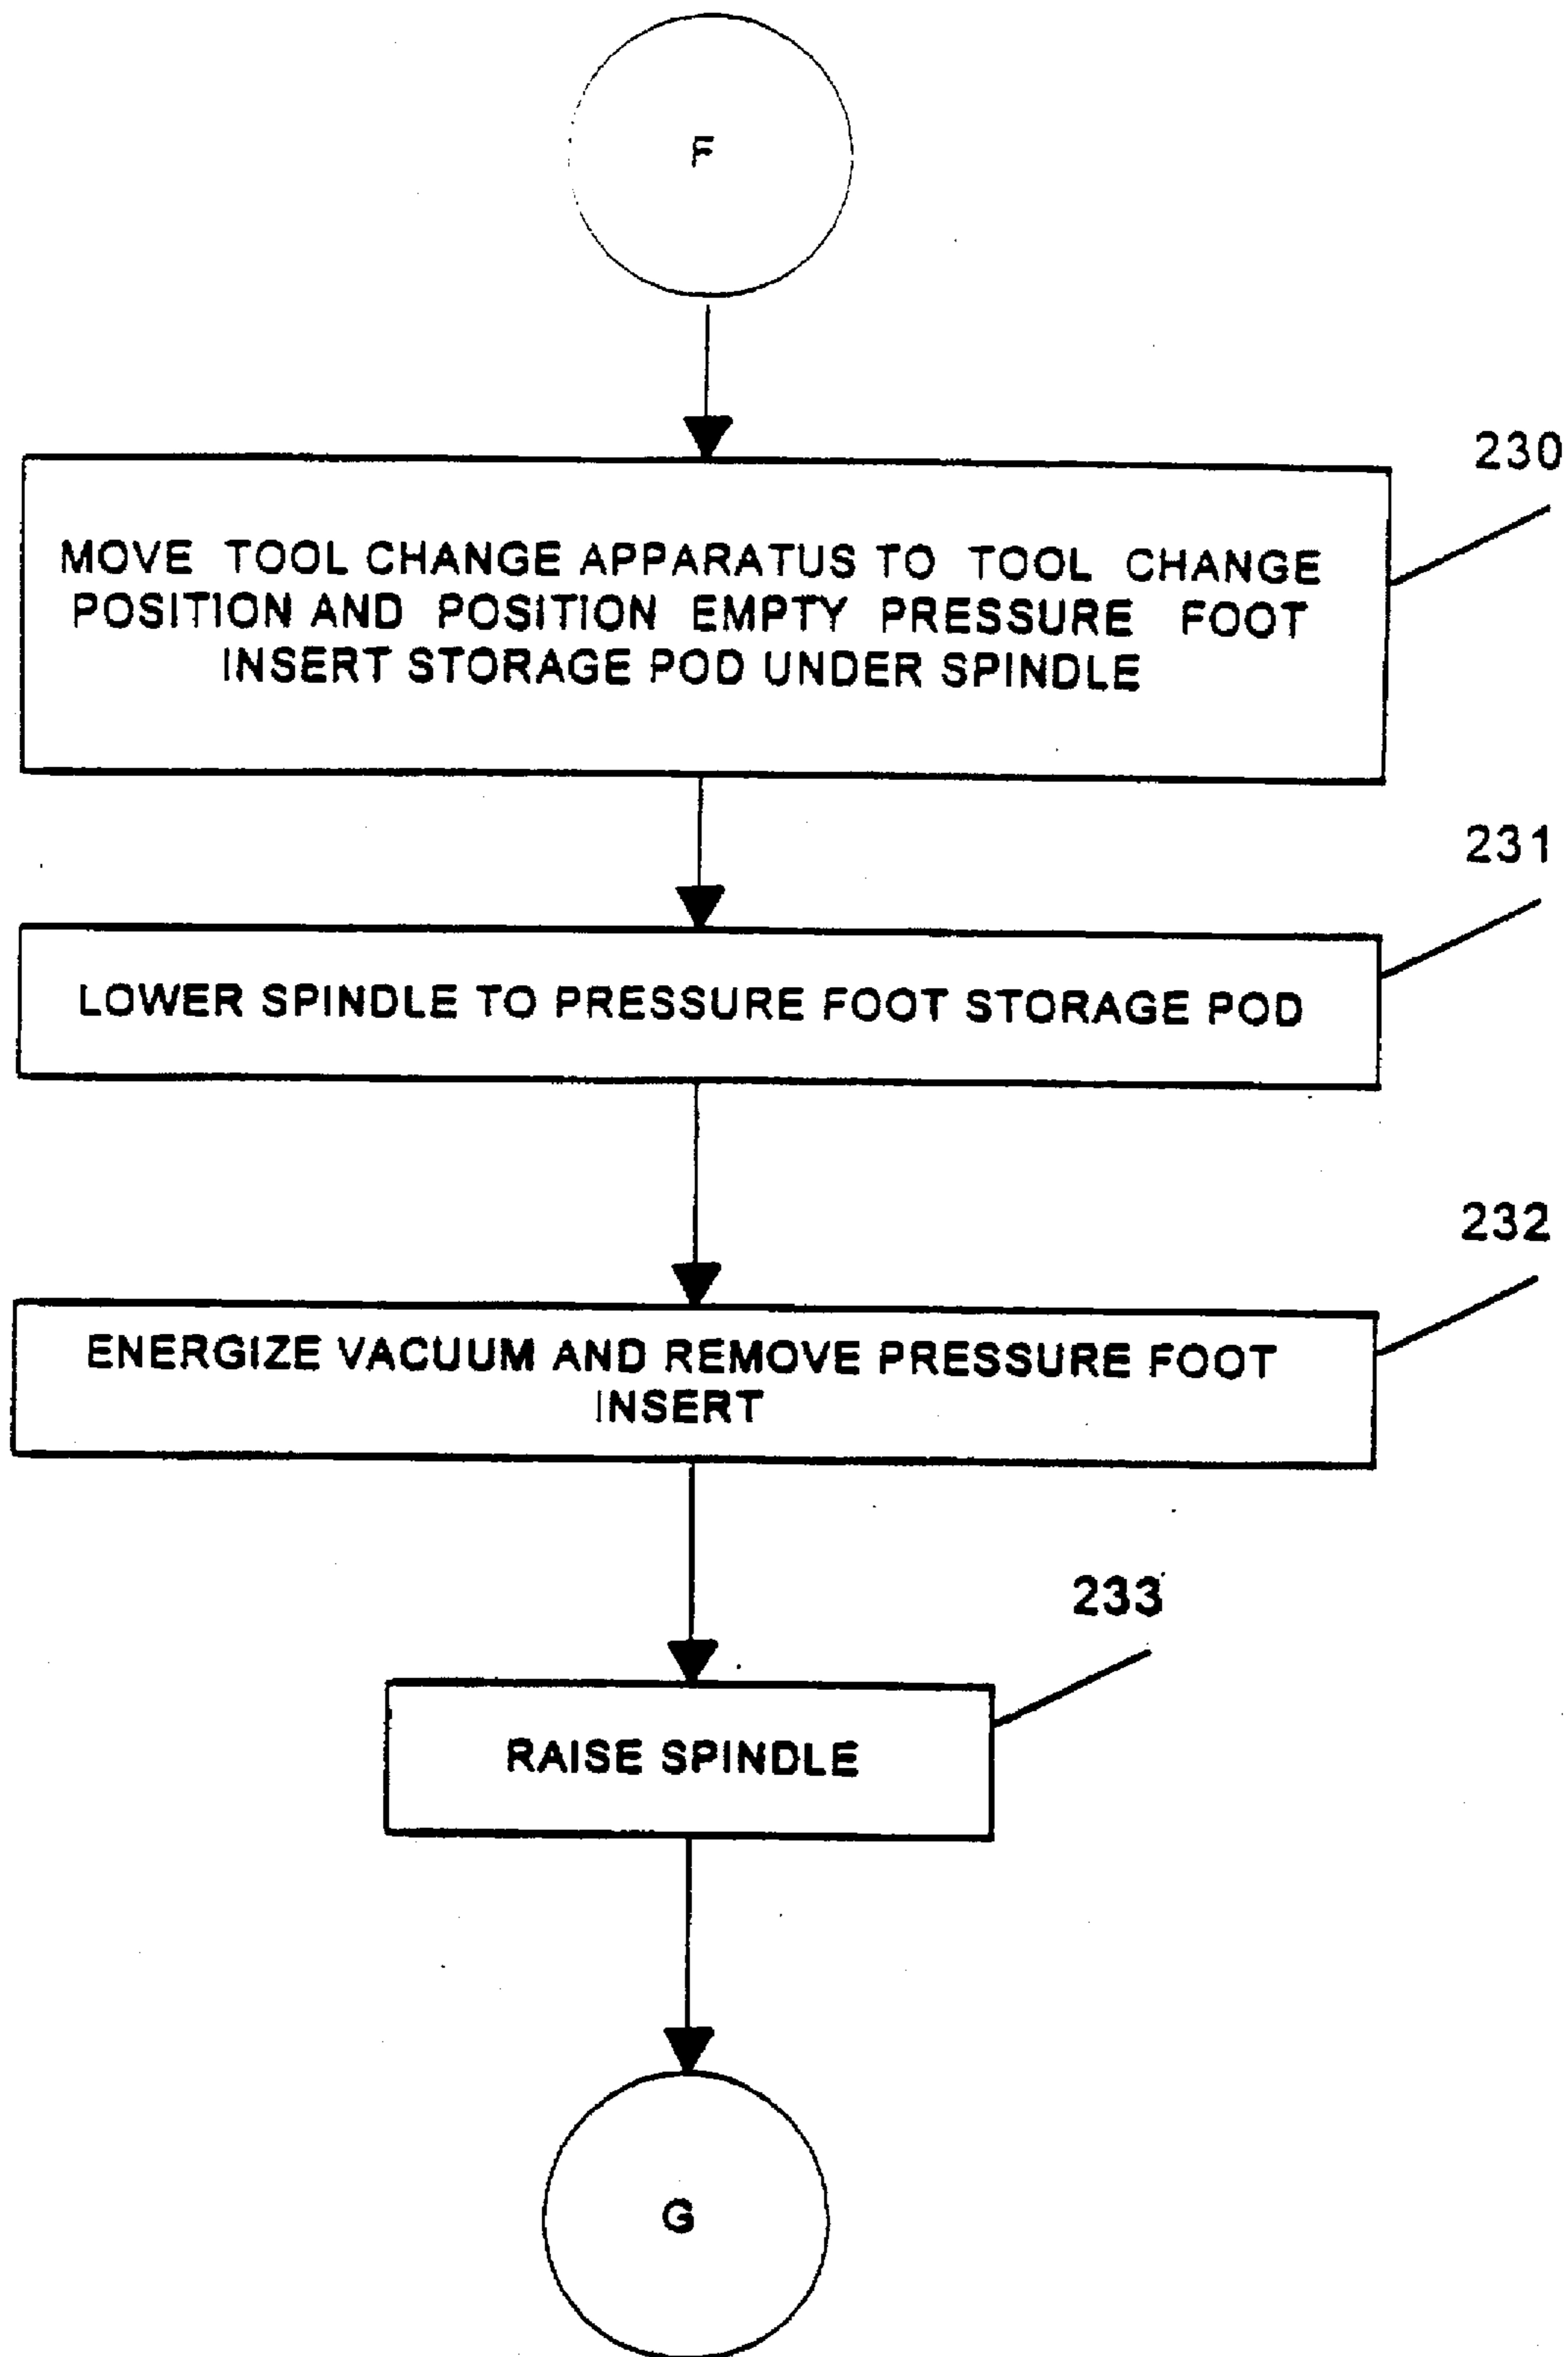 F
230
MOVE TOOL CHANGE APPARATUS TO TOOL CHANGE
POSITION AND POSITION EMPTY PRESSURE FOOT
INSERT STORAGE POD UNDER SPINDLE
231
LOWER SPINDLE TO PRESSURE FOOT STORAGE POD
232
ENERGIZE VACUUM AND REMOVE PRESSURE FOOT
INSERT
233
RAISE SPINDLE
G